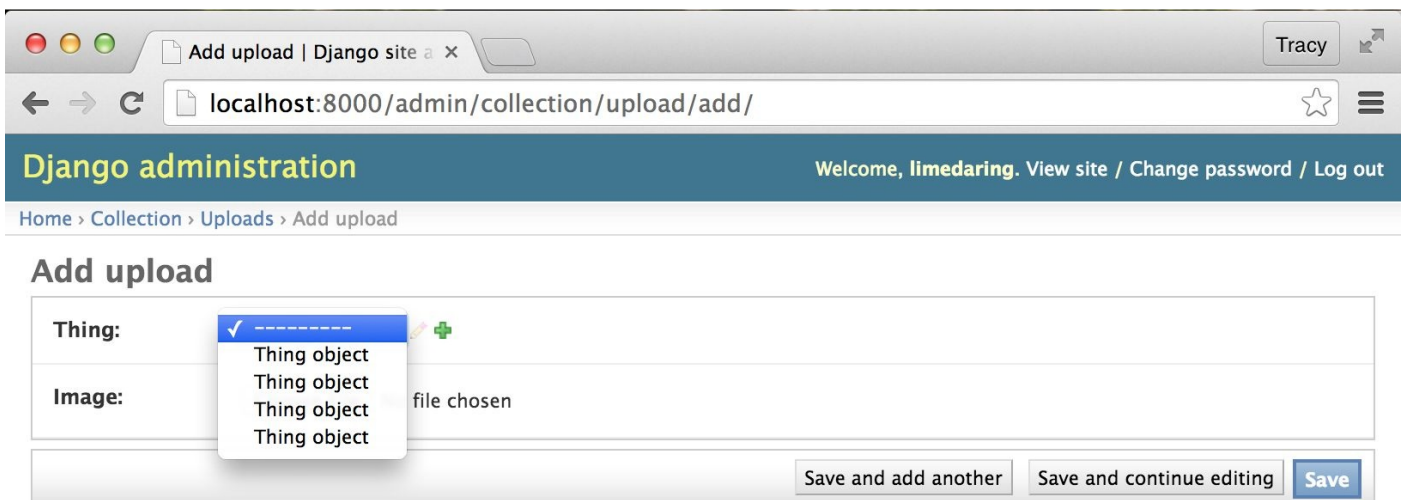 Add upload | Django site a
Tracy
localhost:8000/admin/collection/upload/add/
Django administration
Welcome, limedaring. View site / Change password / Log out
Home › Collection › Uploads › Add upload
Add upload
Thing:
✓ ---------
Thing object
Thing object
Thing object
Thing object
Image:
file chosen
Save and add another
Save and continue editing
Save